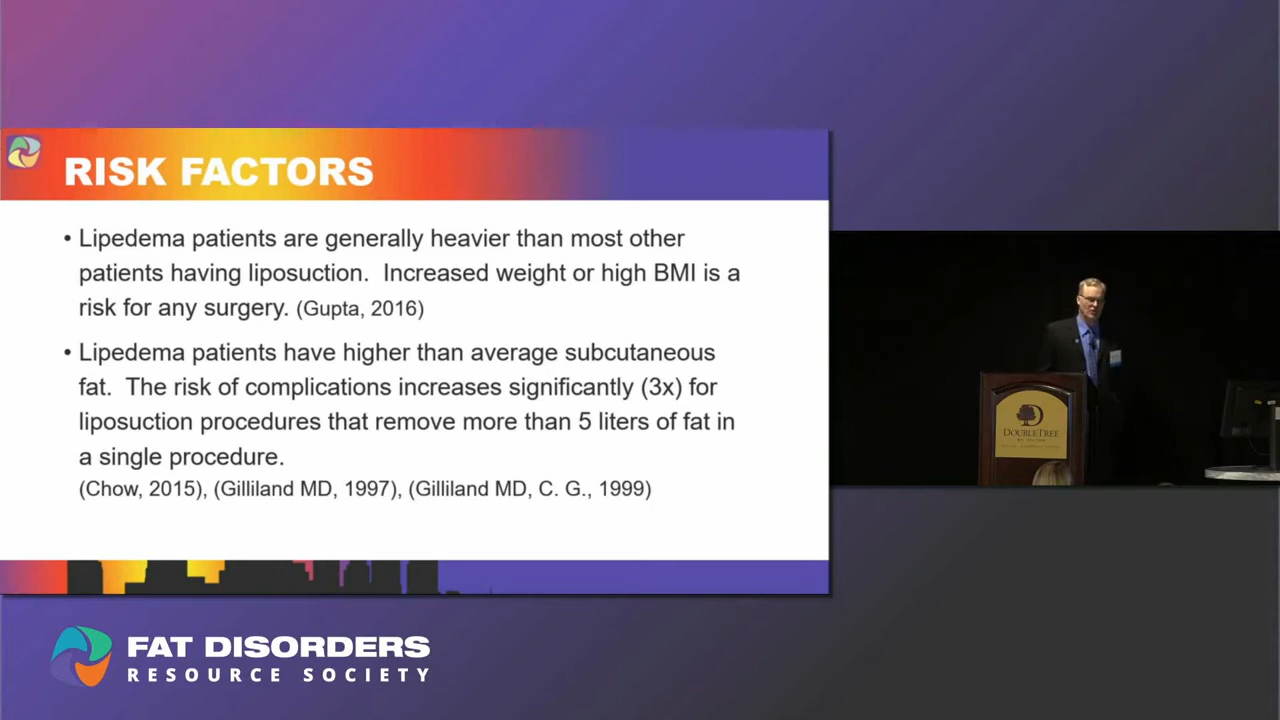 RISK FACTORS
• Lipedema patients are generally heavier than most other
patients having liposuction.  Increased weight or high BMI is a
risk for any surgery. (Gupta, 2016)
• Lipedema patients have higher than average subcutaneous
fat.  The risk of complications increases significantly (3x) for
liposuction procedures that remove more than 5 liters of fat in
a single procedure.
(Chow, 2015), (Gilliland MD, 1997), (Gilliland MD, C. G., 1999)
DOUBLETREE
BY HILTON
FAT DISORDERS
RESOURCE SOCIETY